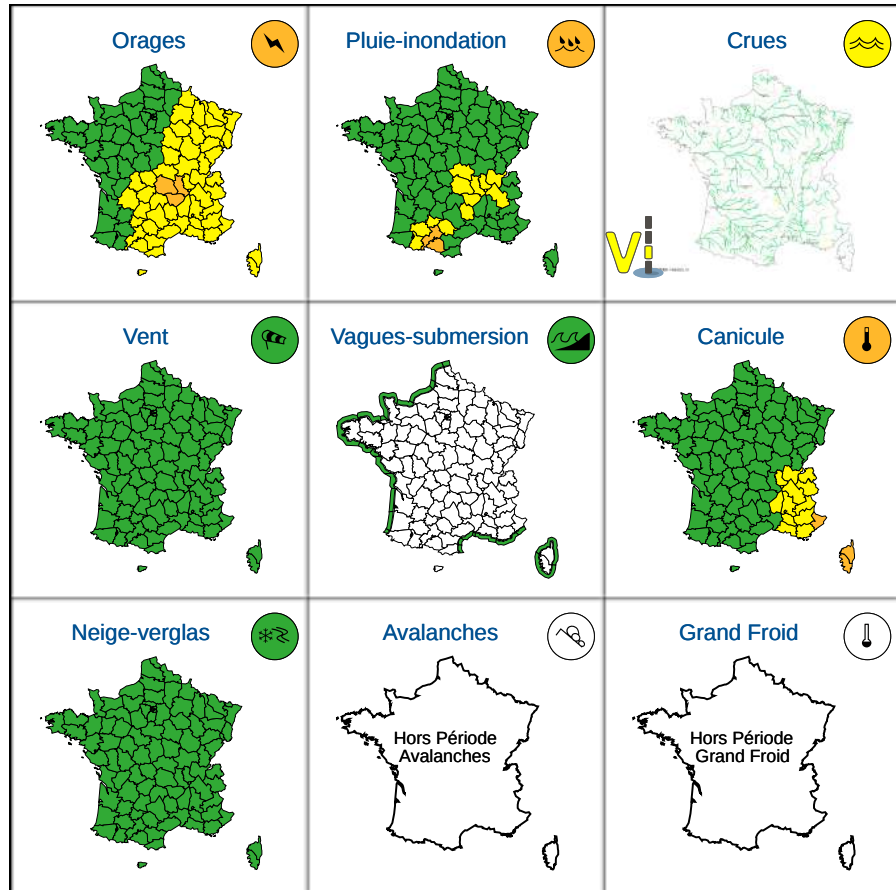 Orages
Pluie-inondation
Crues
Vent
Vagues-submersion
Canicule
Neige-verglas
Avalanches
Grand Froid
Hors Période
Avalanches
Hors Période
Grand Froid